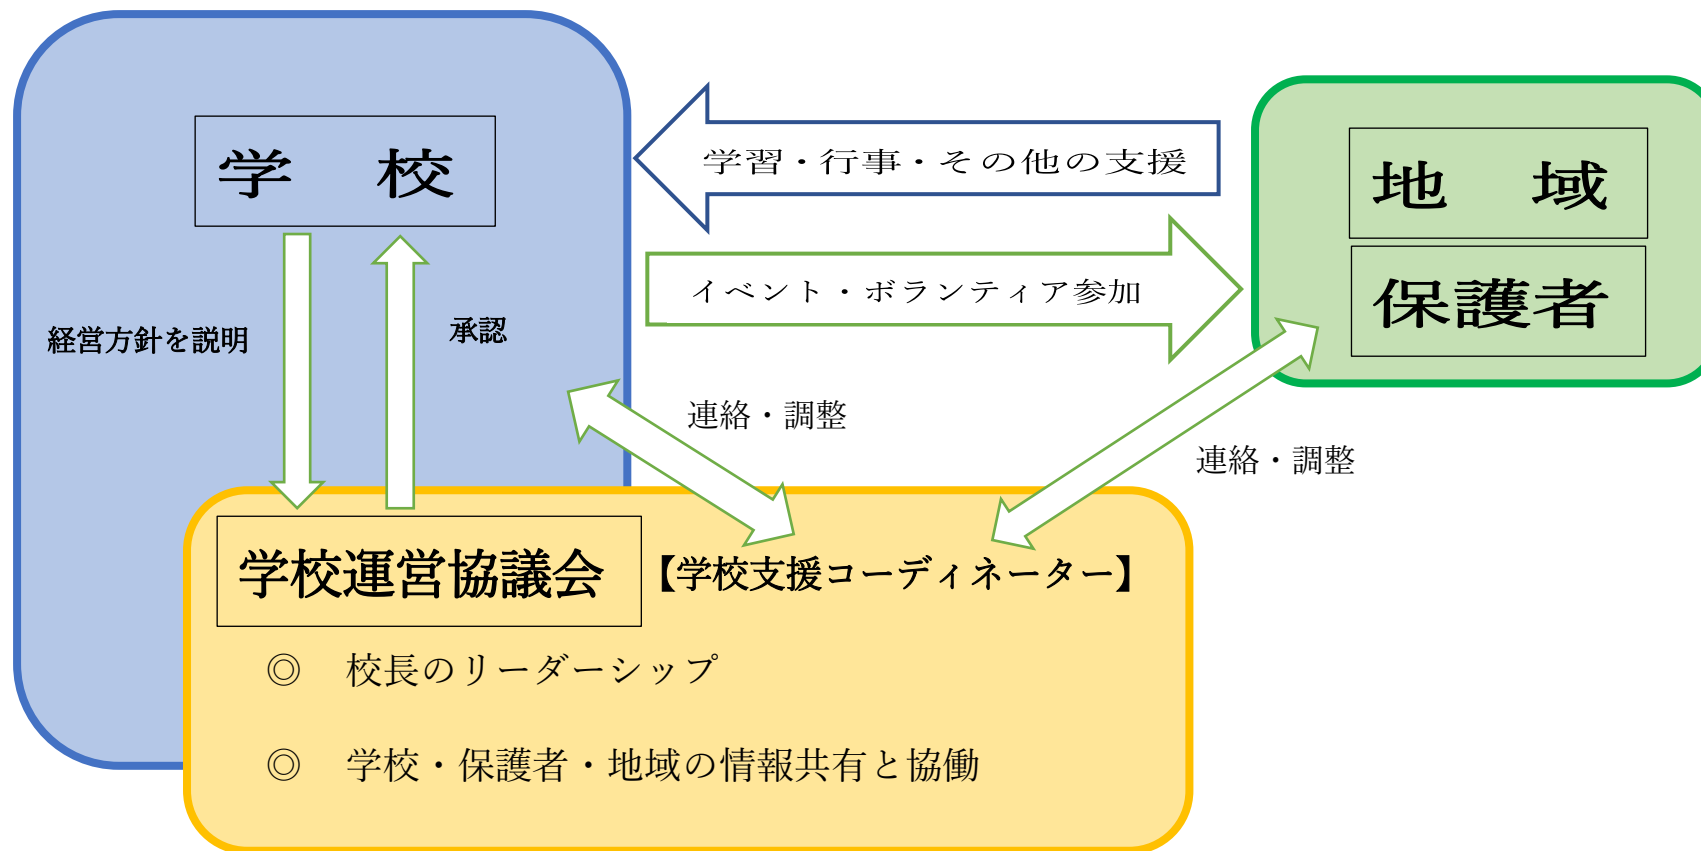 学　校
学習・行事・その他の支援
地　域
イベント・ボランティア参加
保護者
経営方針を説明
承認
連絡・調整
連絡・調整
学校運営協議会
【学校支援コーディネーター】
◎　校長のリーダーシップ
◎　学校・保護者・地域の情報共有と協働